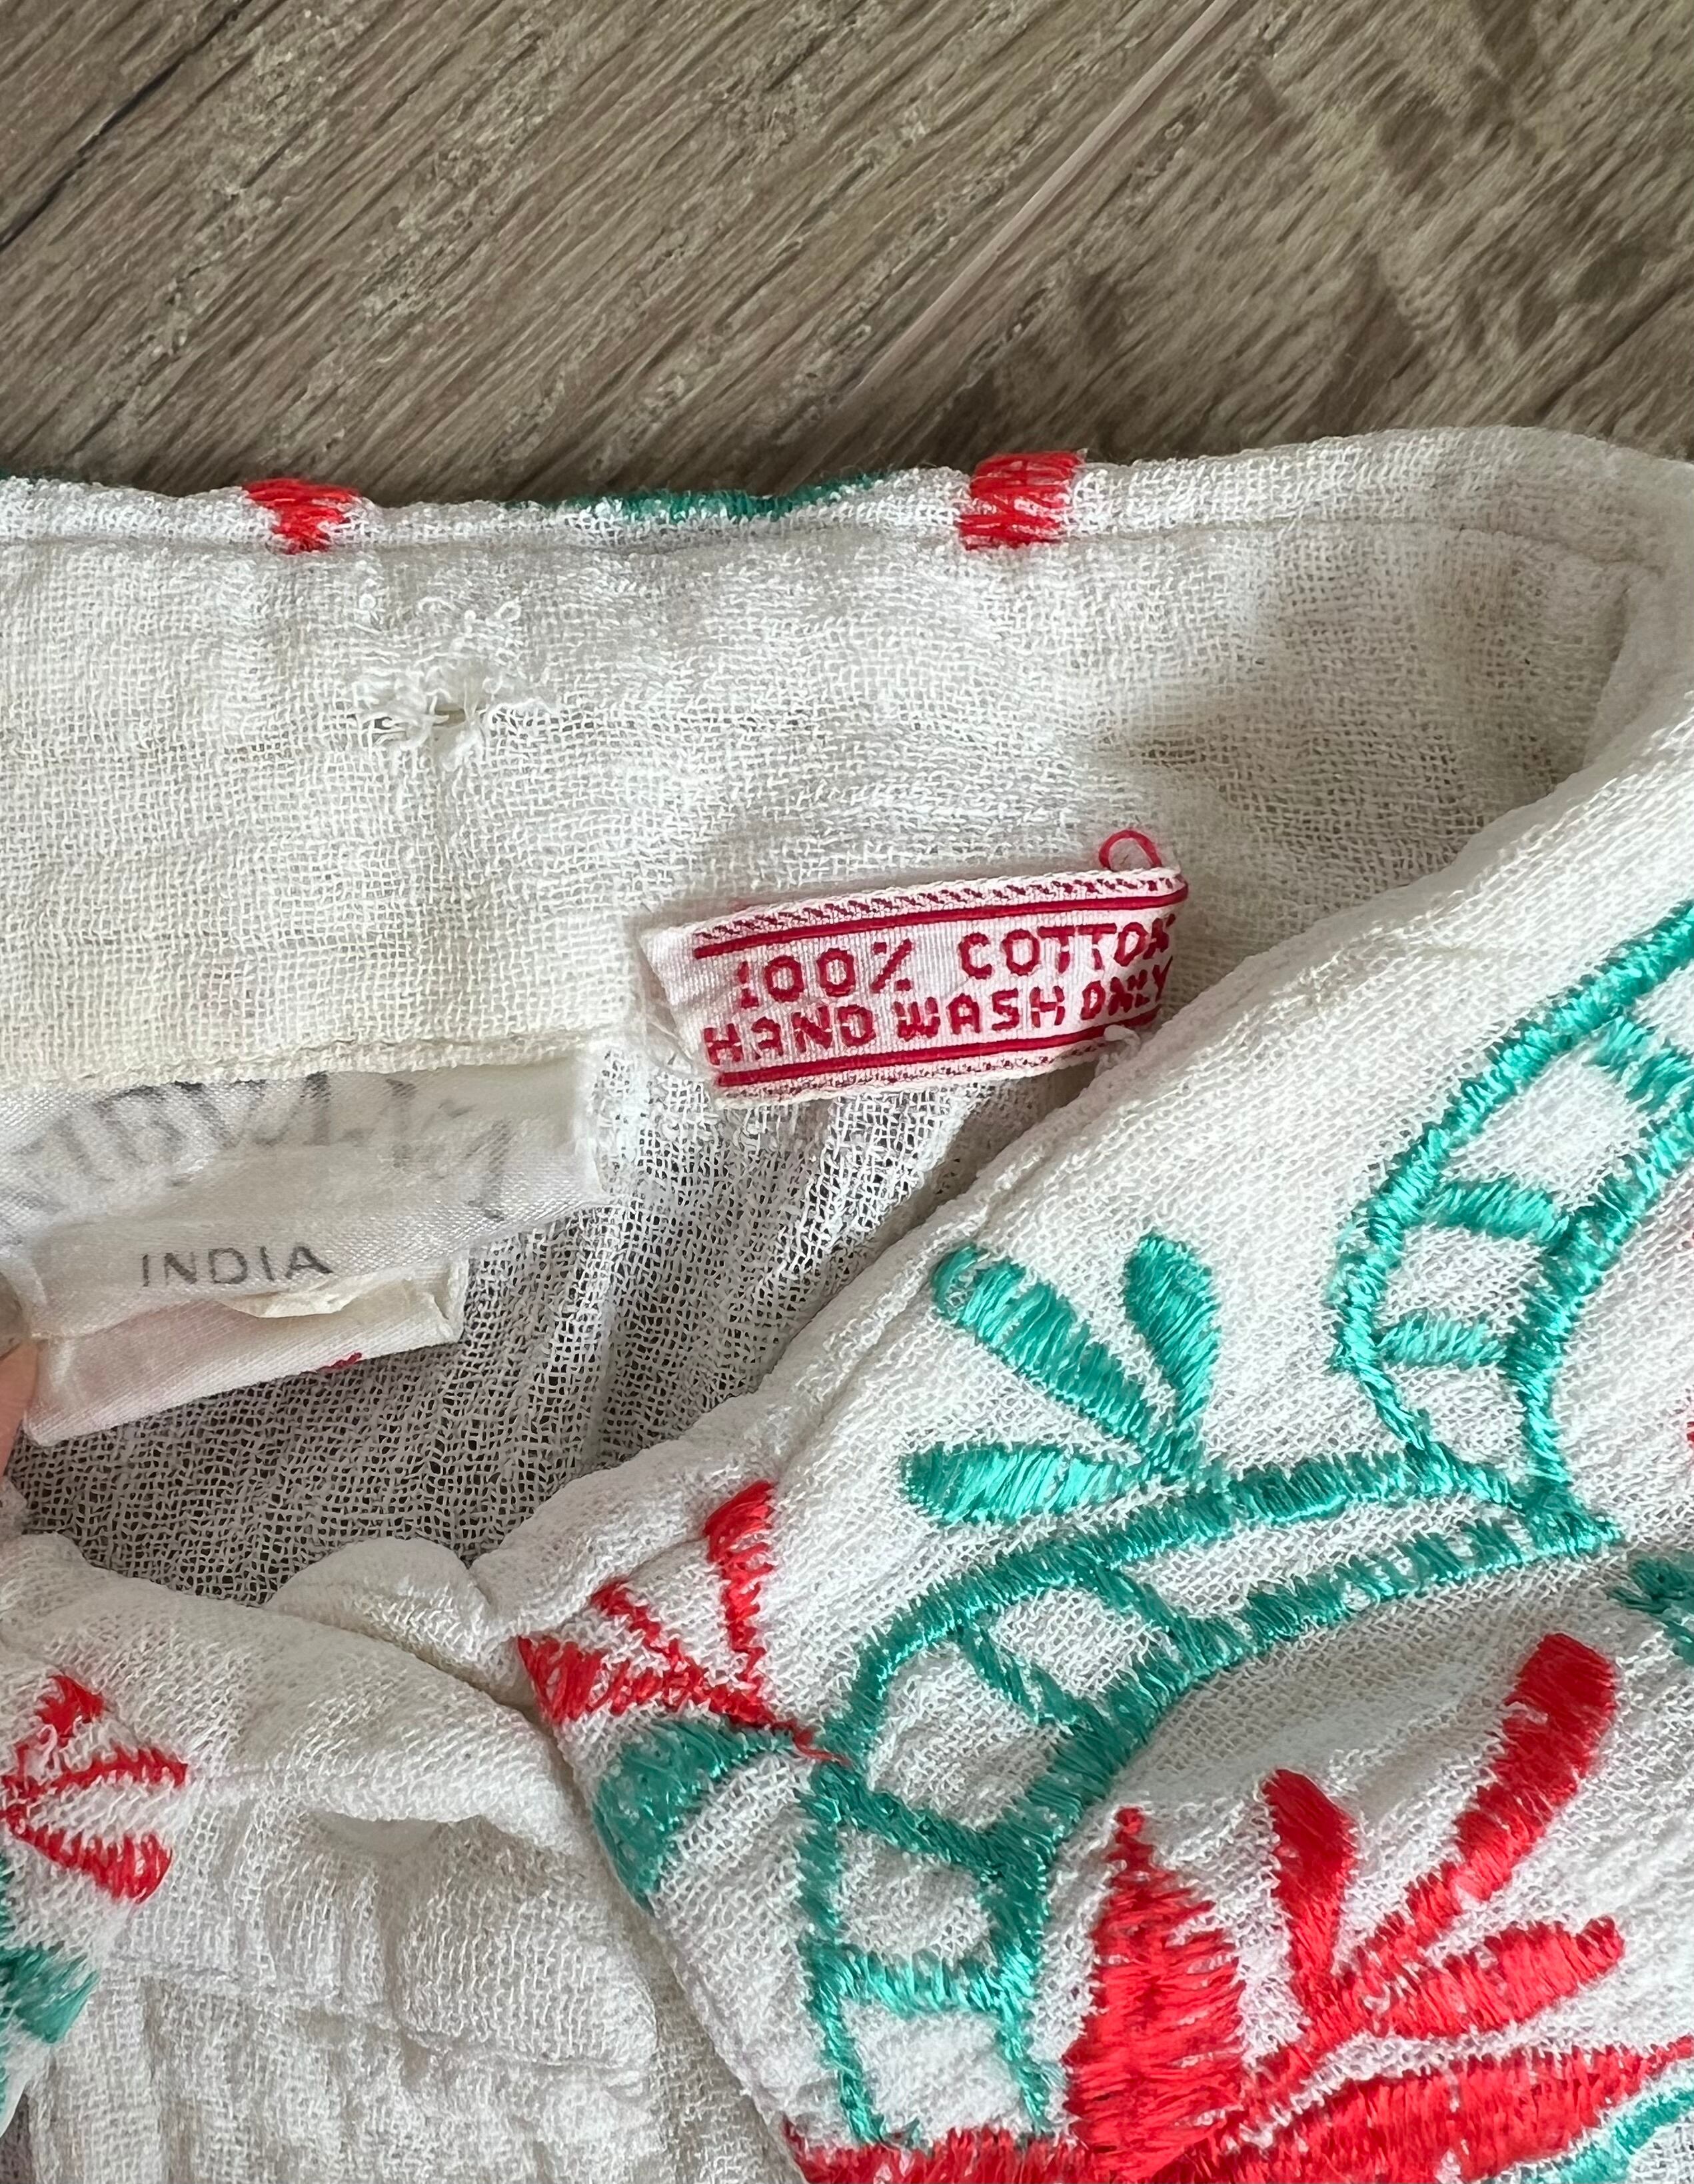 100% COTTON
HAND WASH ONLY
INDIA